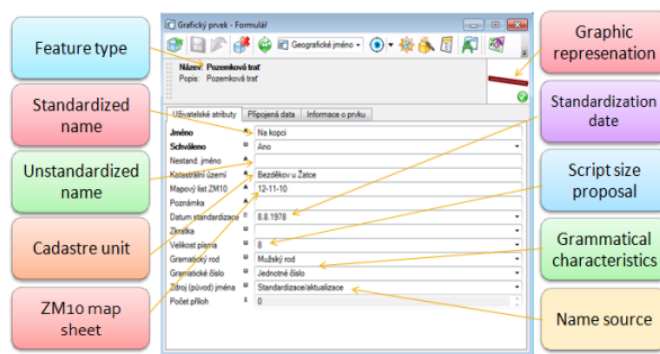 Grafický prvek - Formulář
Geografické jméno
Název: Pozemková trať
Popis: Pozemková trať
Uživatelské atributy
Připojená data
Informace o prvku
Jméno
Na kopci
Schváleno
Ano
Nestand. jméno
Katastrální území
Bezděkov u Žatce
Mapový list ZM10
12-11-10
Poznámka
Datum standardizace
8.8.1978
Zkratka
Velikost písma
8
Gramatický rod
Mužský rod
Gramatické číslo
Jednotné číslo
Zdroj (původ) jména
Standardizace/aktualizace
Počet příloh
0
Feature type
Standardized
name
Unstandardized
name
Cadastre unit
ZM10 map
sheet
Graphic
represenation
Standardization
date
Script size
proposal
Grammatical
characteristics
Name source